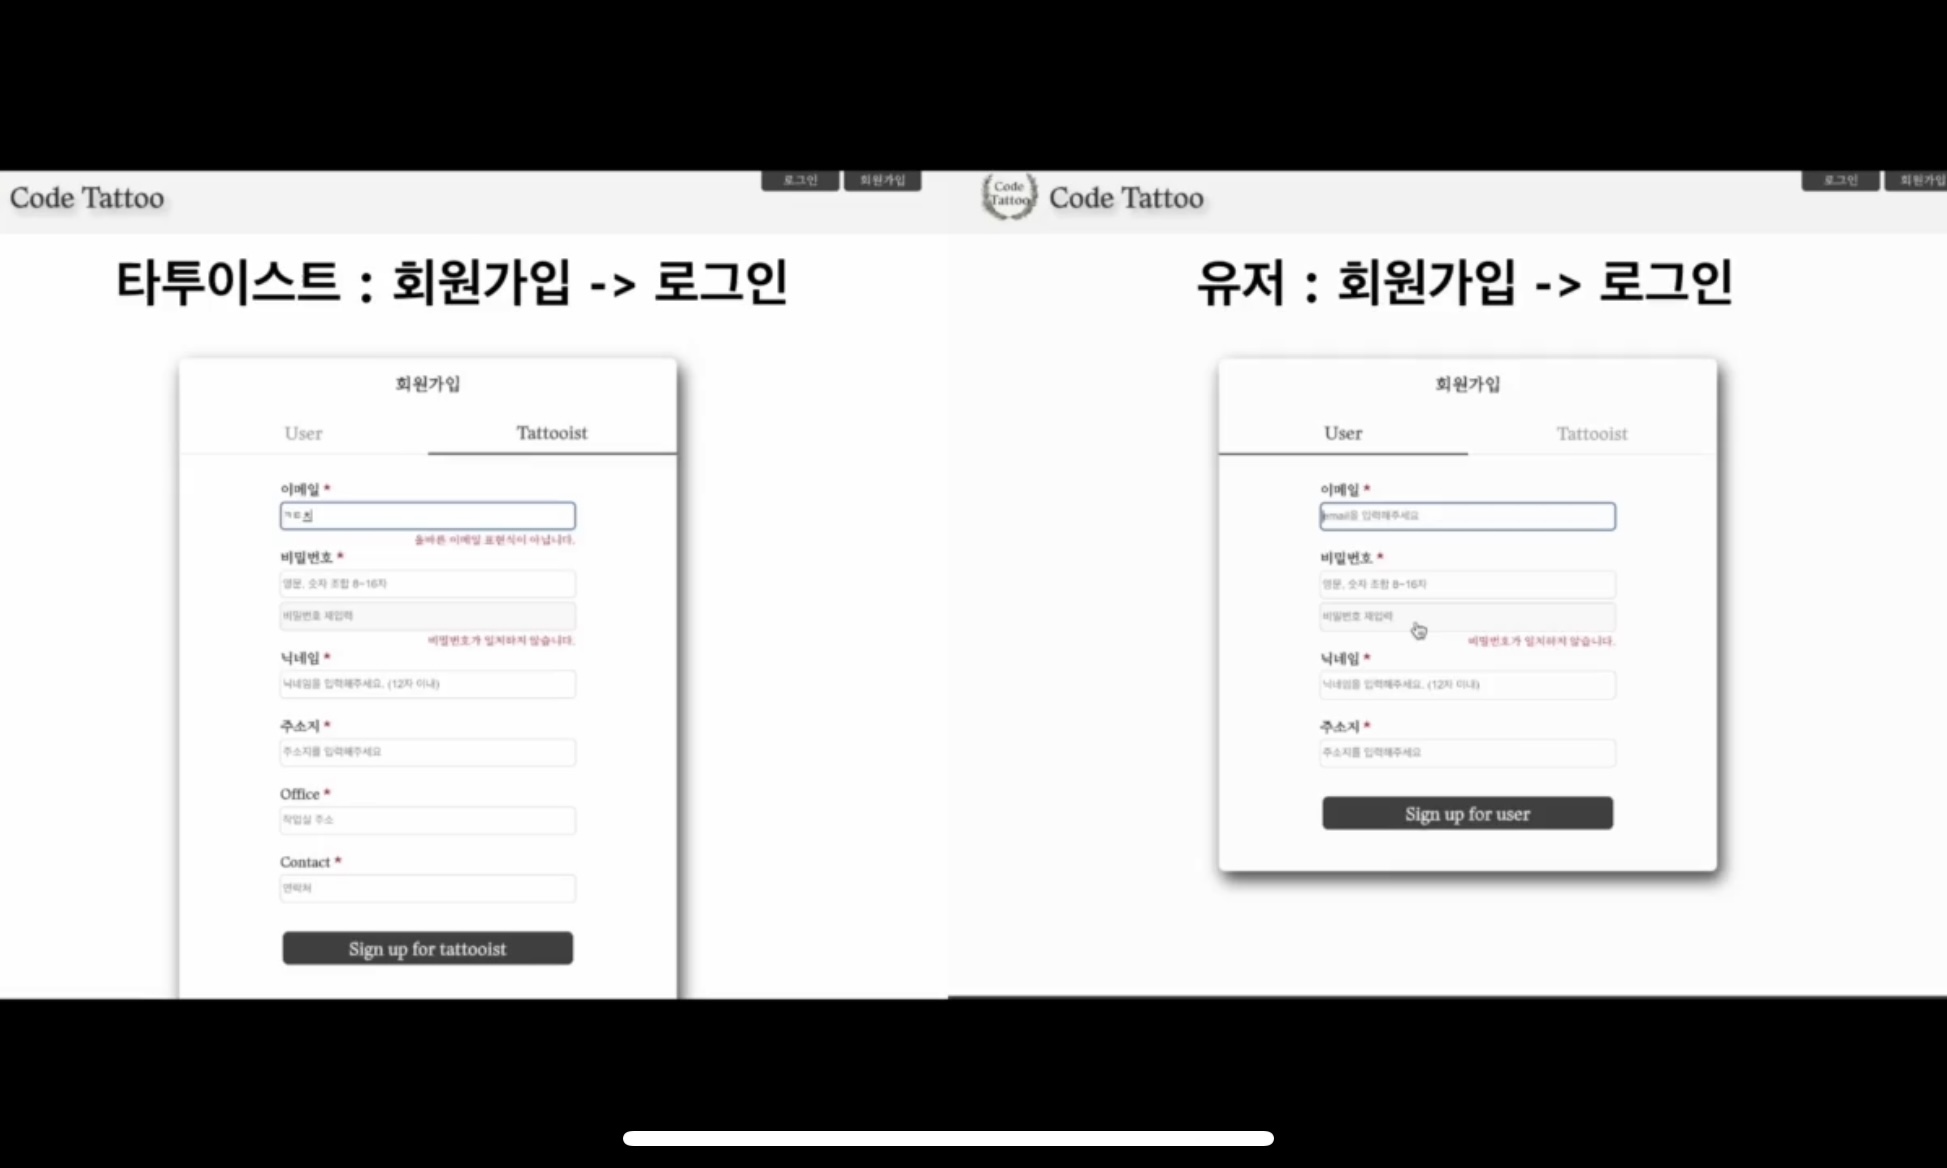 Code Tattoo
로그인
회원가입
타투이스트 : 회원가입 -> 로그인
회원가입
User
Tattooist
이메일 *
올바른 이메일 표현식이 아닙니다.
비밀번호 *
영문, 숫자 조합 8~16자
비밀번호 재입력
비밀번호가 일치하지 않습니다.
닉네임 *
닉네임을 입력해주세요. (12자 이내)
주소지 *
주소지를 입력해주세요
Office *
작업실 주소
Contact *
연락처
Sign up for tattooist
Code
Tattoo
Code Tattoo
로그인
회원가입
유저 : 회원가입 -> 로그인
회원가입
User
Tattooist
이메일 *
email을 입력해주세요
비밀번호 *
영문, 숫자 조합 8~16자
비밀번호 재입력
비밀번호가 일치하지 않습니다.
닉네임 *
닉네임을 입력해주세요. (12자 이내)
주소지 *
주소지를 입력해주세요
Sign up for user